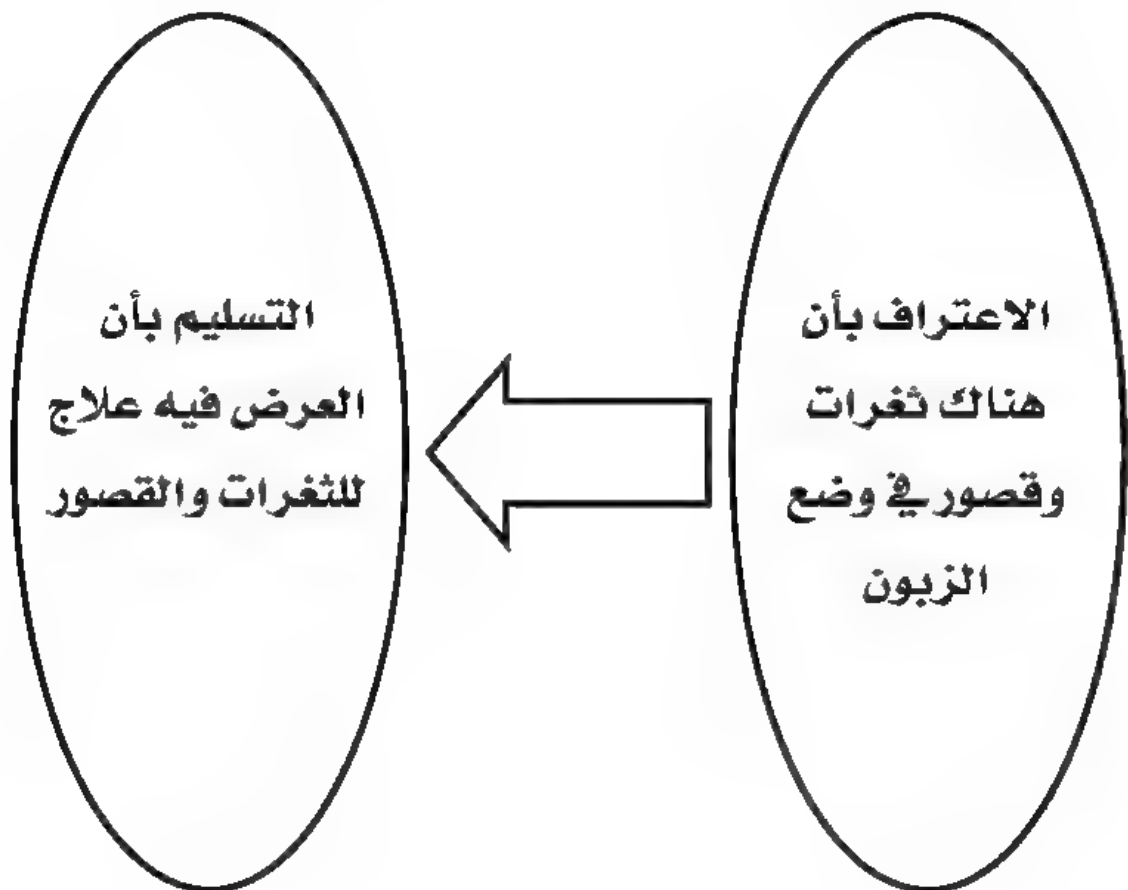 الاعتراف بأن
هناك ثغرات
وقصور في وضع
الزبون
التسليم بأن
العرض فيه علاج
للثغرات والقصور